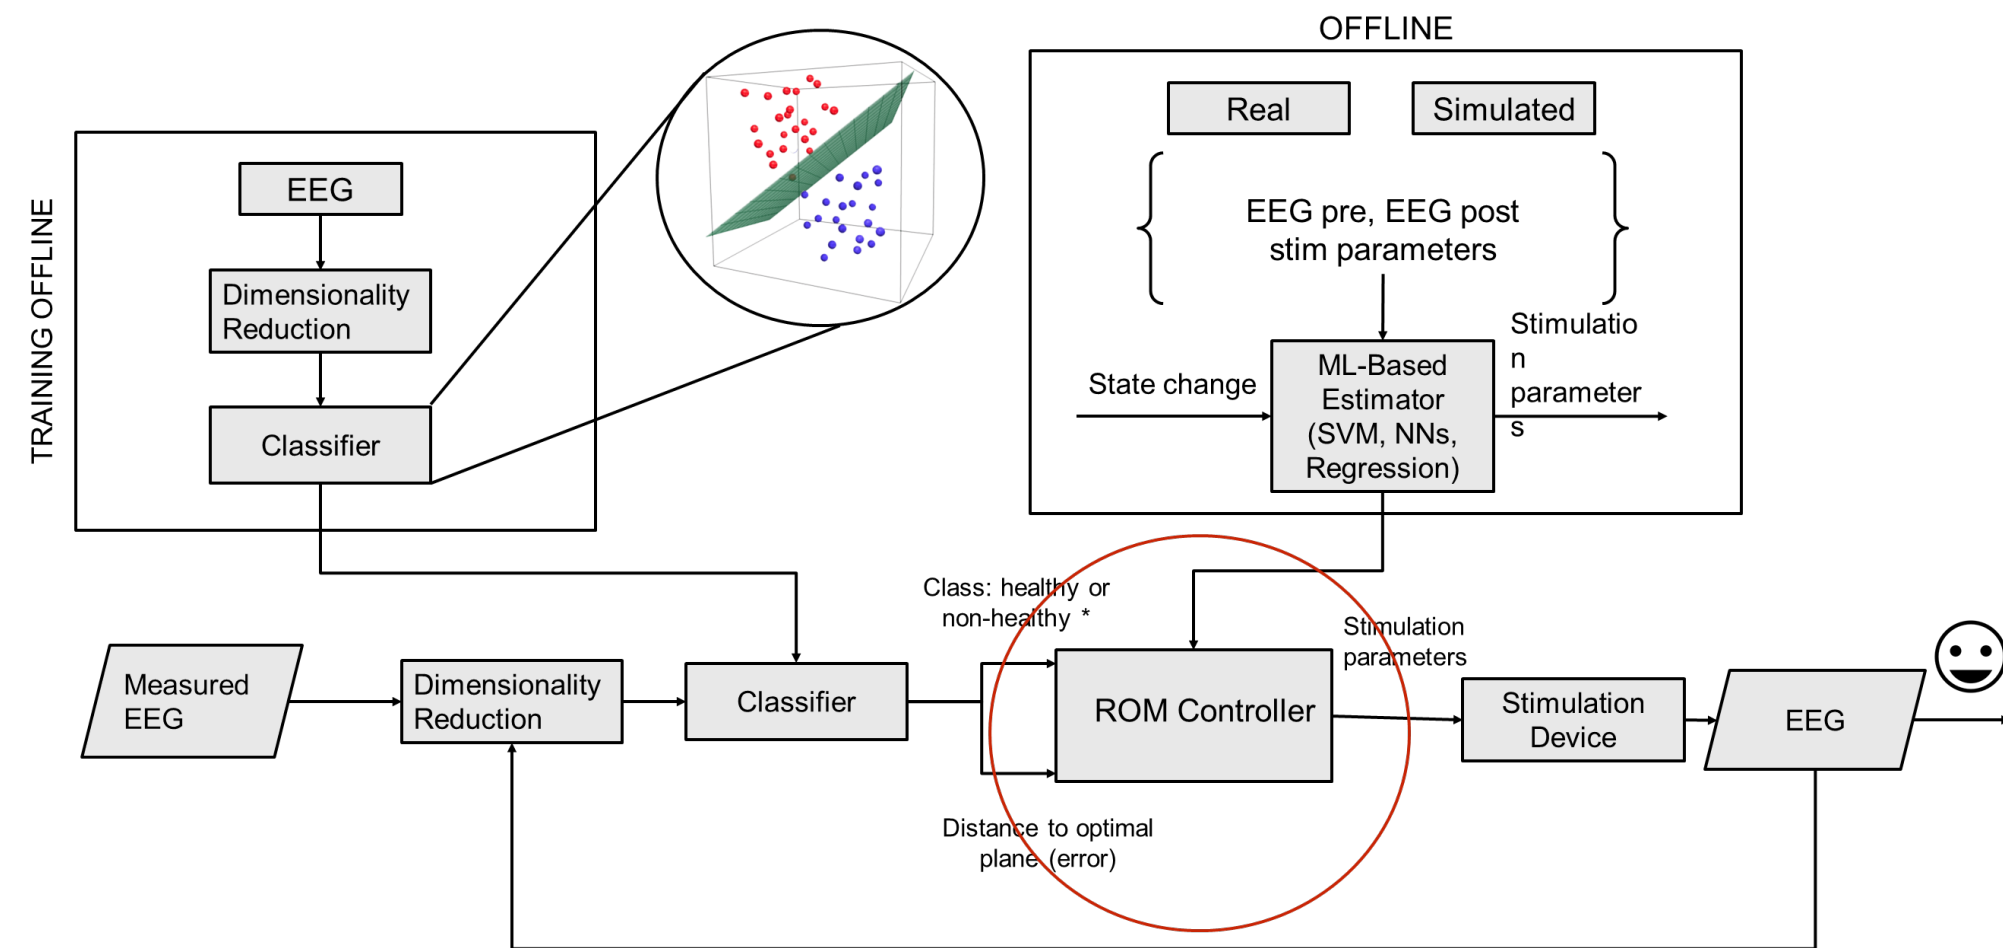 OFFLINE
Real
Simulated
TRAINING OFFLINE
EEG
Dimensionality
Reduction
Classifier
EEG pre, EEG post
stim parameters
State change
ML-Based
Estimator
(SVM, NNs,
Regression)
Stimulatio
n
parameter
s
Class: healthy or
non-healthy *
Stimulation
parameters
Measured
EEG
Dimensionality
Reduction
Classifier
ROM Controller
Stimulation
Device
EEG
Distance to optimal
plane (error)